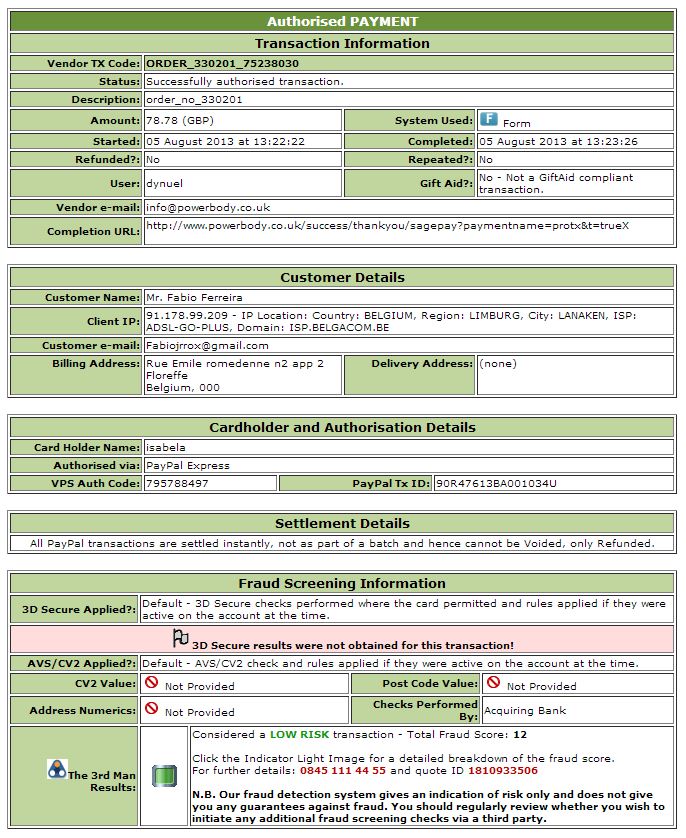 Authorised PAYMENT
Transaction Information
Vendor TX Code: ORDER_330201_75238030
Status: Successfully authorised transaction.
Description: order_no_330201
Amount: 78.78 (GBP) System Used: F Form
Started: 05 August 2013 at 13:22:22 Completed: 05 August 2013 at 13:23:26
Refunded?: No Repeated?: No
User: dynuel Gift Aid?: No - Not a GiftAid compliant
transaction.
Vendor e-mail: info@powerbody.co.uk
Completion URL: http://www.powerbody.co.uk/success/thankyou/sagepay?paymentname=protx&t=trueX
Customer Details
Customer Name: Mr. Fabio Ferreira
Client IP: 91.178.99.209 - IP Location: Country: BELGIUM, Region: LIMBURG, City: LANAKEN, ISP:
ADSL-GO-PLUS, Domain: ISP.BELGACOM.BE
Customer e-mail: Fabiojrrox@gmail.com
Billing Address: Rue Emile romedenne n2 app 2 Delivery Address: (none)
Floreffe
Belgium, 000
Cardholder and Authorisation Details
Card Holder Name: isabela
Authorised via: PayPal Express
VPS Auth Code: 795788497 PayPal Tx ID: 90R47613BA001034U
Settlement Details
All PayPal transactions are settled instantly, not as part of a batch and hence cannot be Voided, only Refunded.
Fraud Screening Information
3D Secure Applied?: Default - 3D Secure checks performed where the card permitted and rules applied if they were
active on the account at the time.
3D Secure results were not obtained for this transaction!
AVS/CV2 Applied?: Default - AVS/CV2 check and rules applied if they were active on the account at the time.
CV2 Value: Not Provided Post Code Value: Not Provided
Address Numerics: Not Provided Checks Performed
By: Acquiring Bank
The 3rd Man
Results:
Considered a LOW RISK transaction - Total Fraud Score: 12
Click the Indicator Light Image for a detailed breakdown of the fraud score.
For further details: 0845 111 44 55 and quote ID 1810933506
N.B. Our fraud detection system gives an indication of risk only and does not give
you any guarantees against fraud. You should regularly review whether you wish to
initiate any additional fraud screening checks via a third party.